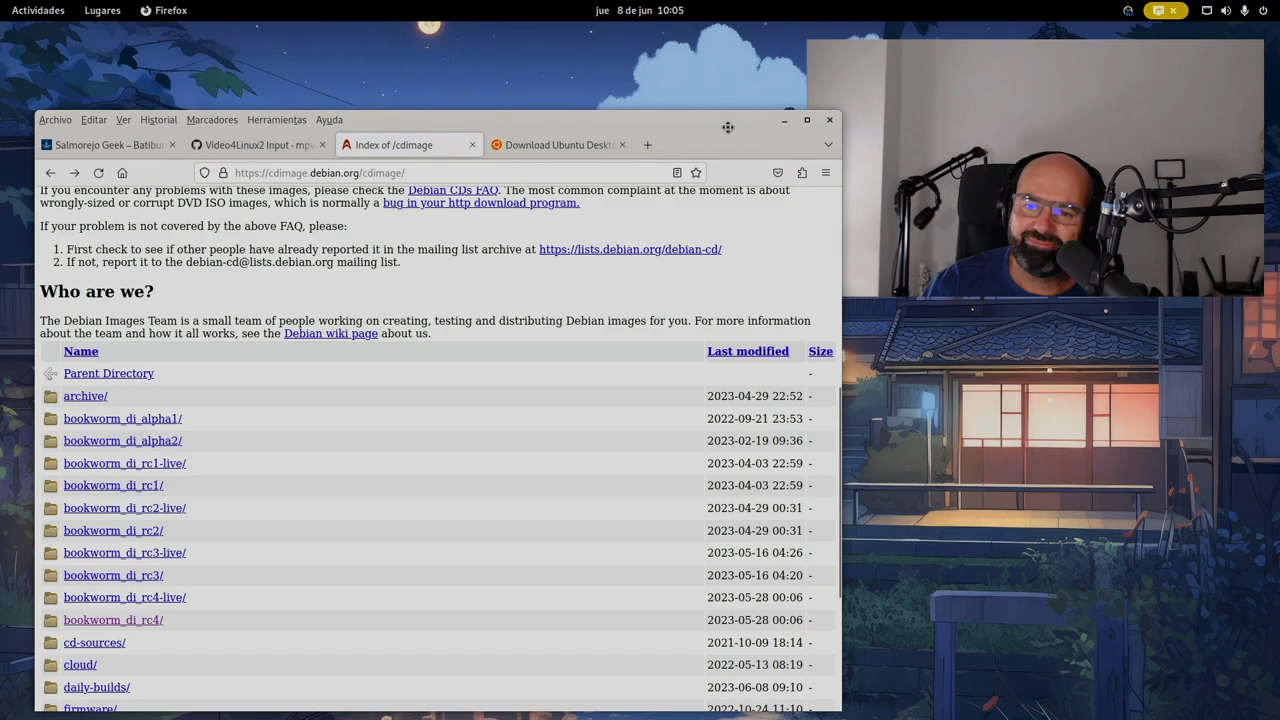 Actividades Lugares Firefox jue 8 de jun 10:05
Archivo Editar Ver Historial Marcadores Herramientas Ayuda
Salmorejo Geek – Batibur Video4Linux2 Input - mpv Index of /cdimage Download Ubuntu Deskto
https://cdimage.debian.org/cdimage/
If you encounter any problems with these images, please check the Debian CDs FAQ. The most common complaint at the moment is about
wrongly-sized or corrupt DVD ISO images, which is normally a bug in your http download program.
If your problem is not covered by the above FAQ, please:
1. First check to see if other people have already reported it in the mailing list archive at https://lists.debian.org/debian-cd/
2. If not, report it to the debian-cd@lists.debian.org mailing list.
Who are we?
The Debian Images Team is a small team of people working on creating, testing and distributing Debian images for you. For more information
about the team and how it all works, see the Debian wiki page about us.
Name Last modified Size
Parent Directory -
archive/ 2023-04-29 22:52 -
bookworm_di_alpha1/ 2022-09-21 23:53 -
bookworm_di_alpha2/ 2023-02-19 09:36 -
bookworm_di_rc1-live/ 2023-04-03 22:59 -
bookworm_di_rc1/ 2023-04-03 22:59 -
bookworm_di_rc2-live/ 2023-04-29 00:31 -
bookworm_di_rc2/ 2023-04-29 00:31 -
bookworm_di_rc3-live/ 2023-05-16 04:26 -
bookworm_di_rc3/ 2023-05-16 04:20 -
bookworm_di_rc4-live/ 2023-05-28 00:06 -
bookworm_di_rc4/ 2023-05-28 00:06 -
cd-sources/ 2021-10-09 18:14 -
cloud/ 2022-05-13 08:19 -
daily-builds/ 2023-06-08 09:10 -
firmware/ 2022-10-24 11:10 -